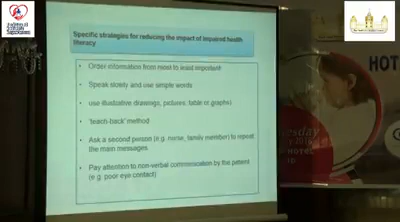 Specific strategies for reducing the impact of impaired health
literacy
Order information from most to least important
Speak slowly and use simple words
use illustrative drawings, pictures, table or graphs)
'teach-back' method
Ask a second person (e.g. nurse, family member) to repeat
the main messages
Pay attention to non-verbal communication by the patient
(e.g. poor eye contact)
HOT